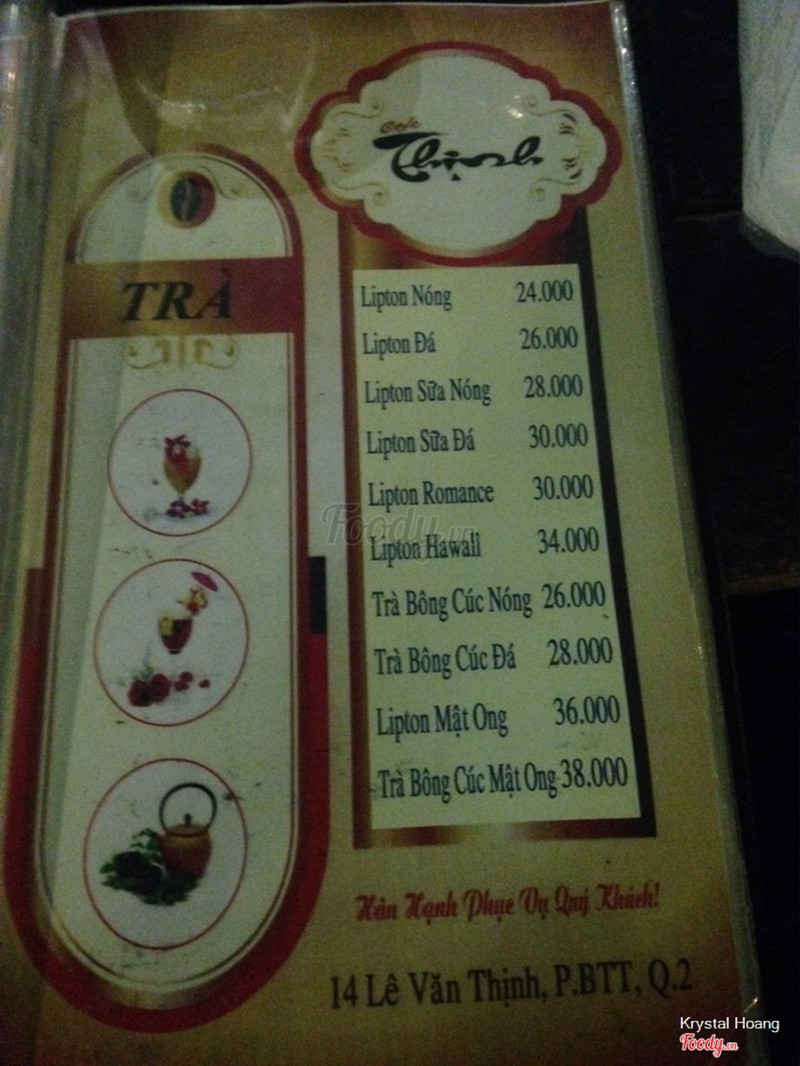 Cafe
Thịnh
TRÀ
Lipton Nóng 24.000
Lipton Đá 26.000
Lipton Sữa Nóng 28.000
Lipton Sữa Đá 30.000
Lipton Romance 30.000
Lipton Hawaii 34.000
Trà Bông Cúc Nóng 26.000
Trà Bông Cúc Đá 28.000
Lipton Mật Ong 36.000
Trà Bông Cúc Mật Ong 38.000
Foody.vn
Hân Hạnh Phục Vụ Quý Khách!
14 Lê Văn Thịnh, P.BTT, Q.2
Krystal Hoang
Foody.vn